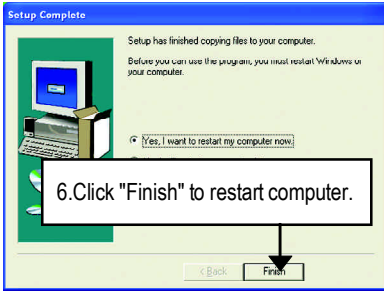 Setup Complete
Setup has finished copying files to your computer.
Before you can use the program, you must restart Windows or
your computer.
Yes, I want to restart my computer now.
6.Click "Finish" to restart computer.
< Back
Finish